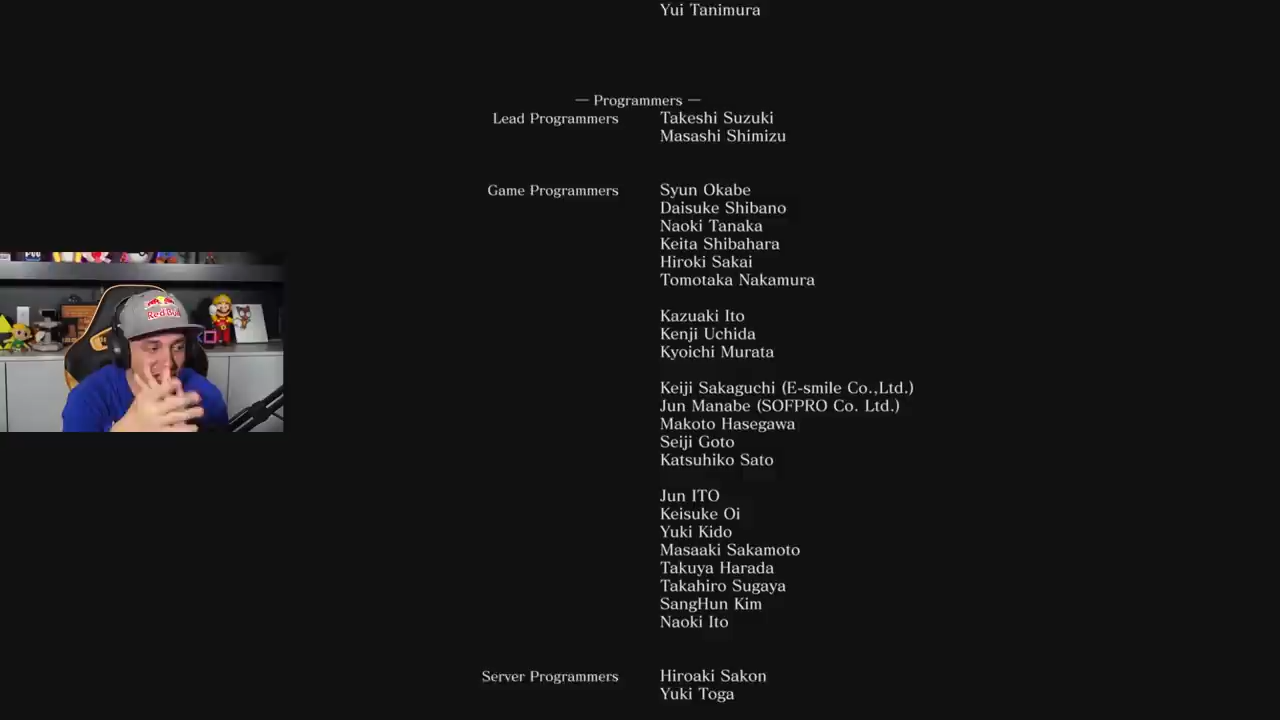 Yui Tanimura
— Programmers —
Lead Programmers Takeshi Suzuki
Masashi Shimizu
Game Programmers Syun Okabe
Daisuke Shibano
Naoki Tanaka
Keita Shibahara
Hiroki Sakai
Tomotaka Nakamura
Kazuaki Ito
Kenji Uchida
Kyoichi Murata
Keiji Sakaguchi (E-smile Co.,Ltd.)
Jun Manabe (SOFPRO Co. Ltd.)
Makoto Hasegawa
Seiji Goto
Katsuhiko Sato
Jun ITO
Keisuke Oi
Yuki Kido
Masaaki Sakamoto
Takuya Harada
Takahiro Sugaya
SangHun Kim
Naoki Ito
Server Programmers Hiroaki Sakon
Yuki Toga
Red Bull